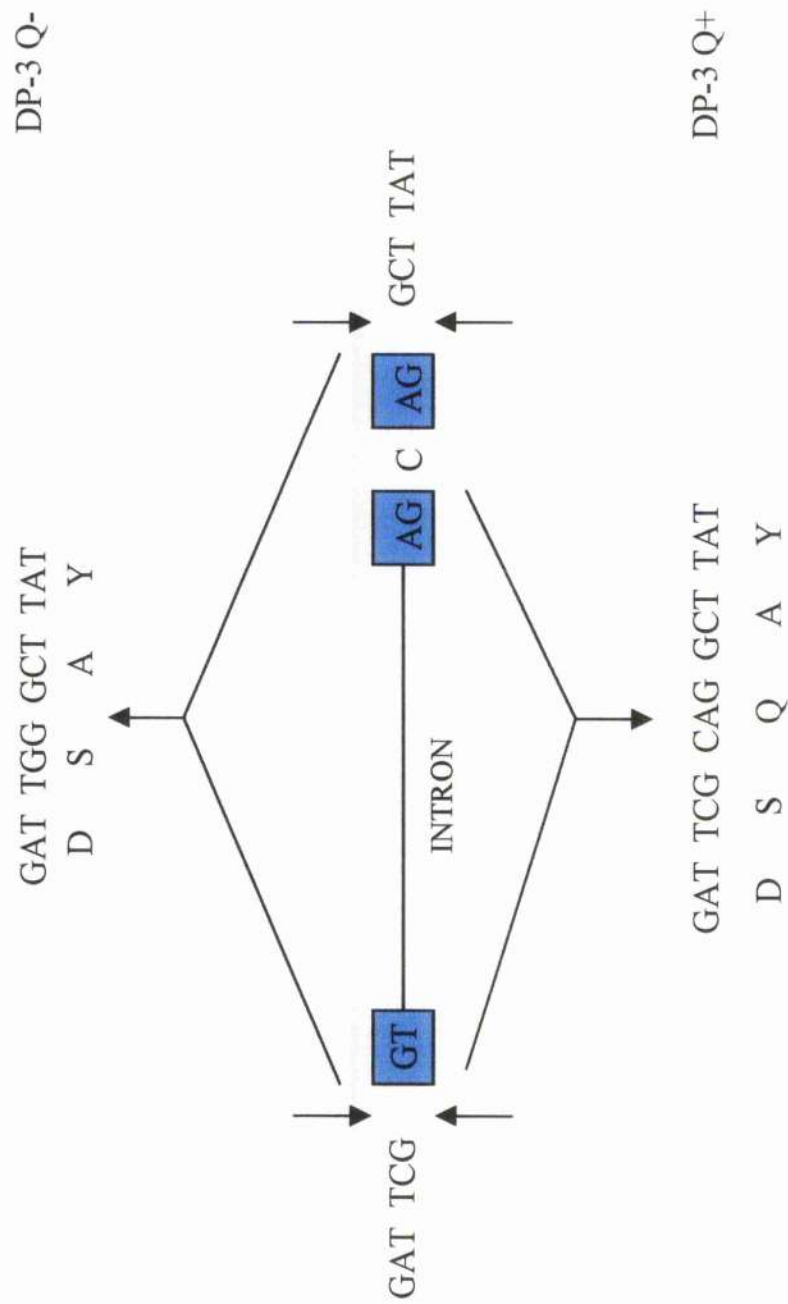 DP-3 Q-
GAT TGG GCT TAT
D S A Y
GAT TCG GT AG C AG GCT TAT
INTRON
GAT TCG CAG GCT TAT
D S Q A Y
DP-3 Q+